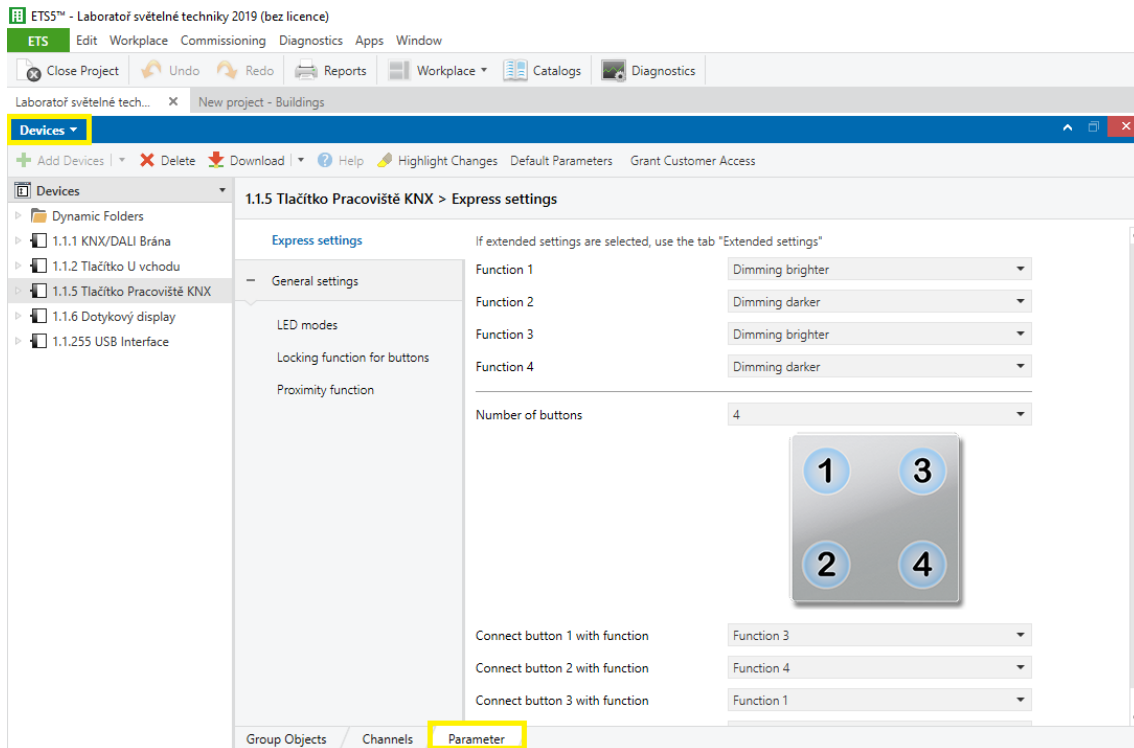 ETS5™ - Laboratoř světelné techniky 2019 (bez licence)
ETS Edit Workplace Commissioning Diagnostics Apps Window
Close Project Undo Redo Reports Workplace Catalogs Diagnostics
Laboratoř světelné tech... New project - Buildings
Devices
Add Devices Delete Download Help Highlight Changes Default Parameters Grant Customer Access
Devices
Dynamic Folders
1.1.1 KNX/DALI Brána
1.1.2 Tlačítko U vchodu
1.1.5 Tlačítko Pracoviště KNX
1.1.6 Dotykový display
1.1.255 USB Interface
1.1.5 Tlačítko Pracoviště KNX > Express settings
Express settings
General settings
LED modes
Locking function for buttons
Proximity function
If extended settings are selected, use the tab "Extended settings"
Function 1 Dimming brighter
Function 2 Dimming darker
Function 3 Dimming brighter
Function 4 Dimming darker
Number of buttons 4
1 3
2 4
Connect button 1 with function Function 3
Connect button 2 with function Function 4
Connect button 3 with function Function 1
Group Objects Channels Parameter